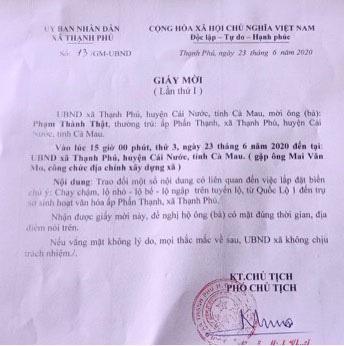 ỦY BAN NHÂN DÂN
XÃ THẠNH PHÚ
Số: 13 /GM-UBND
CỘNG HÒA XÃ HỘI CHỦ NGHĨA VIỆT NAM
Độc lập - Tự do - Hạnh phúc
Thạnh Phú, ngày 23 tháng 6 năm 2020
GIẤY MỜI
( Lần thứ I )
UBND xã Thạnh Phú, huyện Cái Nước, tỉnh Cà Mau, mời ông (bà):
Phạm Thành Thật, thường trú: ấp Phấn Thạnh, xã Thạnh Phú, huyện Cái
Nước, tỉnh Cà Mau.
Vào lúc 15 giờ 00 phút, thứ 3, ngày 23 tháng 6 năm 2020 đến tại:
UBND xã Thạnh Phú, huyện Cái Nước, tỉnh Cà Mau. ( gặp ông Mai Văn
Mo, công chức địa chính xây dựng xã )
Nội dung: Trao đổi một số nội dung có liên quan đến việc lắp đặt biển
chú ý: Chạy chậm, lộ nhỏ - lộ bể - lộ ngập trên tuyến lộ, từ Quốc Lộ 1 đến trụ
sở sinh hoạt văn hóa ấp Phấn Thạnh, xã Thạnh Phú.
Nhận được giấy mời này, đề nghị hộ ông (bà) có mặt đúng thời gian, địa
điểm nói trên.
Nếu vắng mặt không lý do, mọi thắc mắc về sau, UBND xã không chịu
trách nhiệm./.
KT.CHỦ TỊCH
PHÓ CHỦ TỊCH